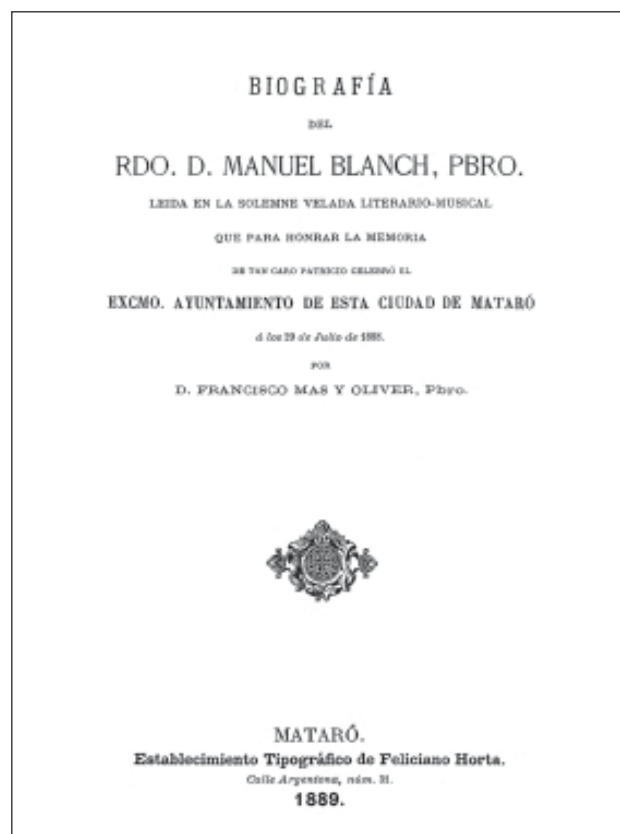 BIOGRAFÍA
DEL
RDO. D. MANUEL BLANCH, PBRO.
LEIDA EN LA SOLEMNE VELADA LITERARIO-MUSICAL
QUE PARA HONRAR LA MEMORIA
DE TAN CARO PATRICIO CELEBRÓ EL
EXCMO. AYUNTAMIENTO DE ESTA CIUDAD DE MATARÓ
á los 29 de Julio de 1888.
POR
D. FRANCISCO MAS Y OLIVER, Pbro.
MATARÓ.
Establecimiento Tipográfico de Feliciano Horta.
Calle Argentona, núm.
1889.